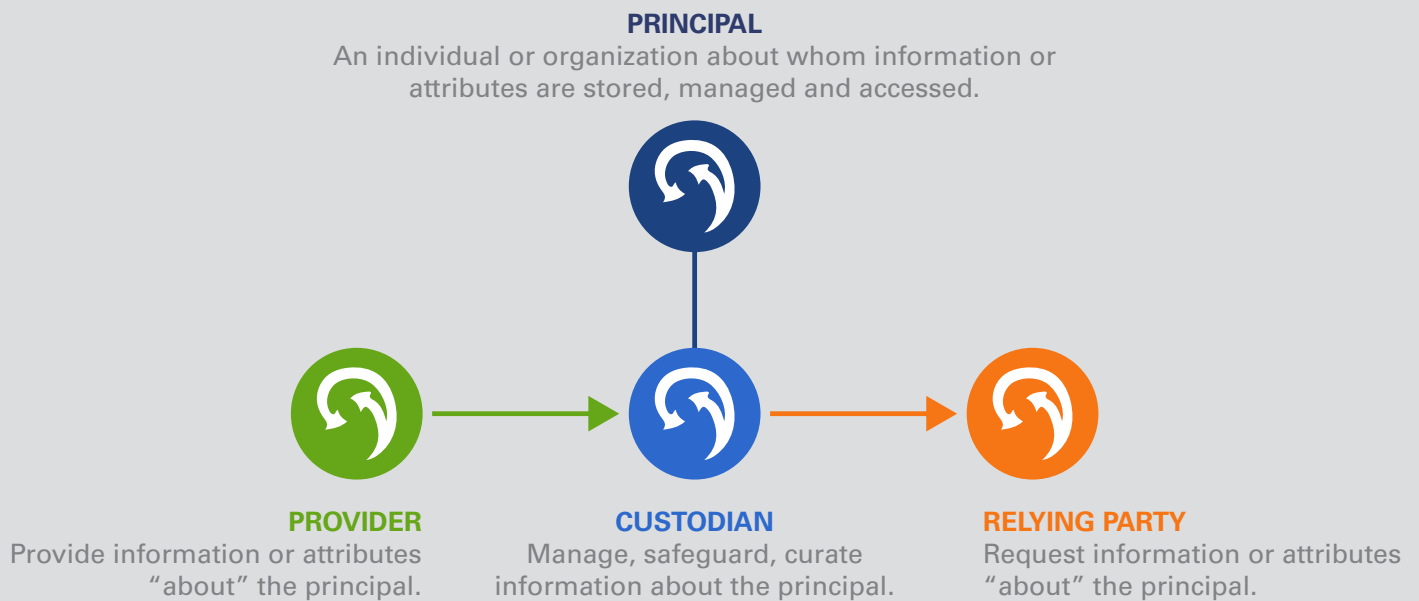 PRINCIPAL
An individual or organization about whom information or
attributes are stored, managed and accessed.
PROVIDER
Provide information or attributes
“about” the principal.
CUSTODIAN
Manage, safeguard, curate
information about the principal.
RELYING PARTY
Request information or attributes
“about” the principal.